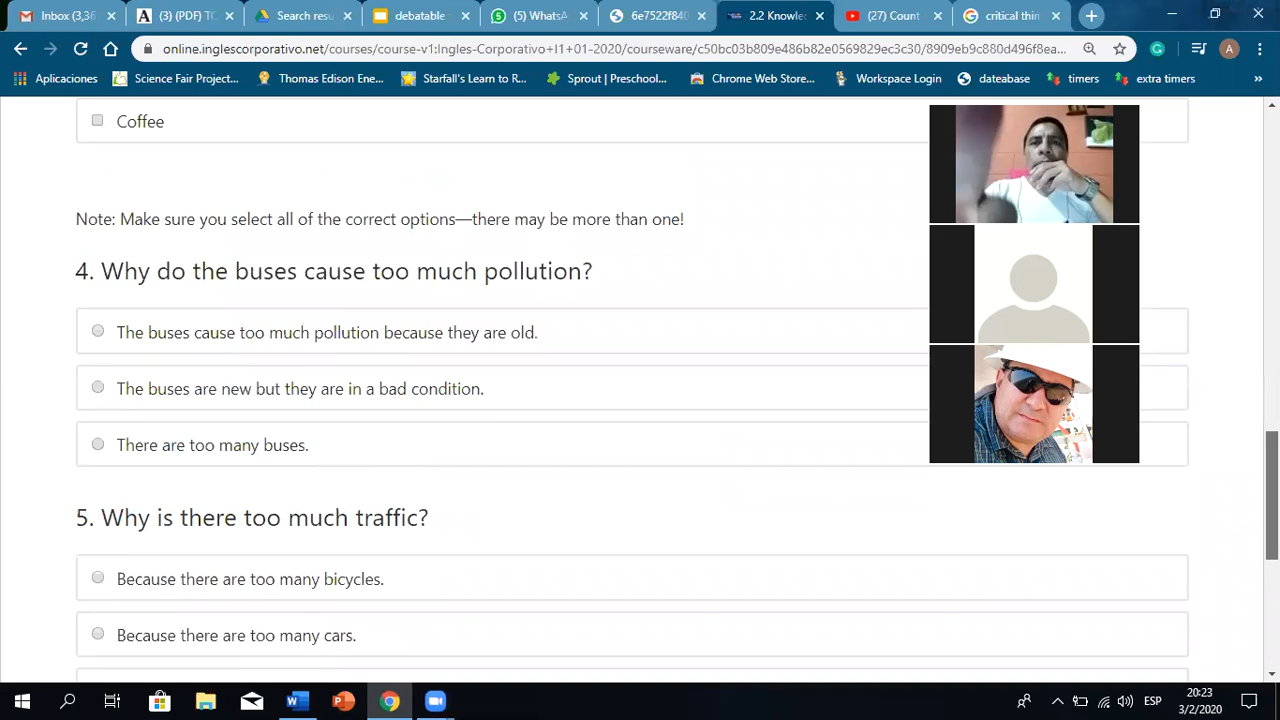 Inbox (3,36
(3) (PDF) TC
Search resu
debatable
(5) WhatsA
6e7522f840
2.2 Knowle
(27) Count
critical thin
online.inglescorporativo.net/courses/course-v1:Ingles-Corporativo+I1+01-2020/courseware/c50bc03b809e486b82e0569829ec3c30/8909eb9c880d496f8ea...
A
Aplicaciones
Science Fair Project...
Thomas Edison Ene...
Starfall's Learn to R...
Sprout | Preschool...
Chrome Web Store...
Workspace Login
dateabase
timers
extra timers
»
Coffee
Note: Make sure you select all of the correct options—there may be more than one!
4. Why do the buses cause too much pollution?
The buses cause too much pollution because they are old.
The buses are new but they are in a bad condition.
There are too many buses.
5. Why is there too much traffic?
Because there are too many bicycles.
Because there are too many cars.
ESP
20:23
3/2/2020